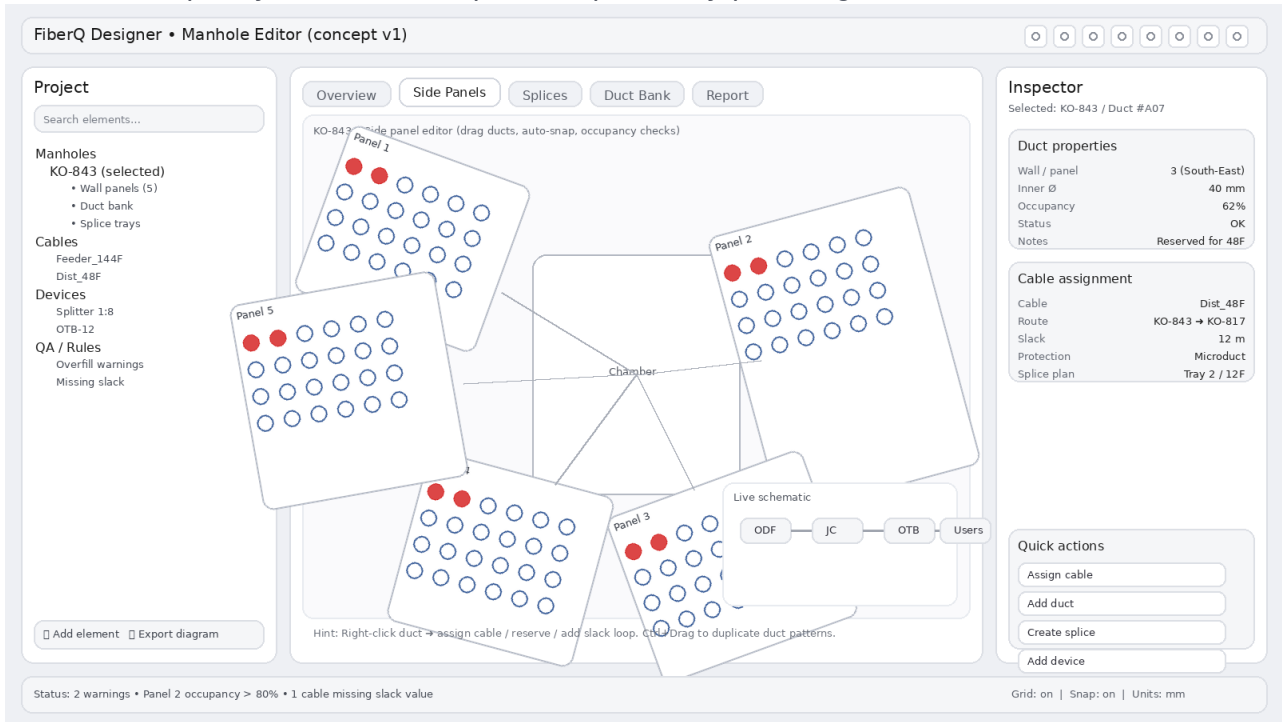 FiberQ Designer • Manhole Editor (concept v1)
Project
Search elements...
Manholes
KO-843 (selected)
• Wall panels (5)
• Duct bank
• Splice trays
Cables
Feeder_144F
Dist_48F
Devices
Splitter 1:8
OTB-12
QA / Rules
Overfill warnings
Missing slack
Add element
Export diagram
Overview
Side Panels
Splices
Duct Bank
Report
KO-843 Side panel editor (drag ducts, auto-snap, occupancy checks)
Panel 1
Panel 2
Panel 5
Chamber
4
Panel 3
Live schematic
ODF
JC
OTB
Users
Hint: Right-click duct → assign cable / reserve / add slack loop. Ctrl+Drag to duplicate duct patterns.
Inspector
Selected: KO-843 / Duct #A07
Duct properties
Wall / panel 3 (South-East)
Inner Ø 40 mm
Occupancy 62%
Status OK
Notes Reserved for 48F
Cable assignment
Cable Dist_48F
Route KO-843 → KO-817
Slack 12 m
Protection Microduct
Splice plan Tray 2 / 12F
Quick actions
Assign cable
Add duct
Create splice
Add device
Status: 2 warnings • Panel 2 occupancy > 80% • 1 cable missing slack value
Grid: on | Snap: on | Units: mm